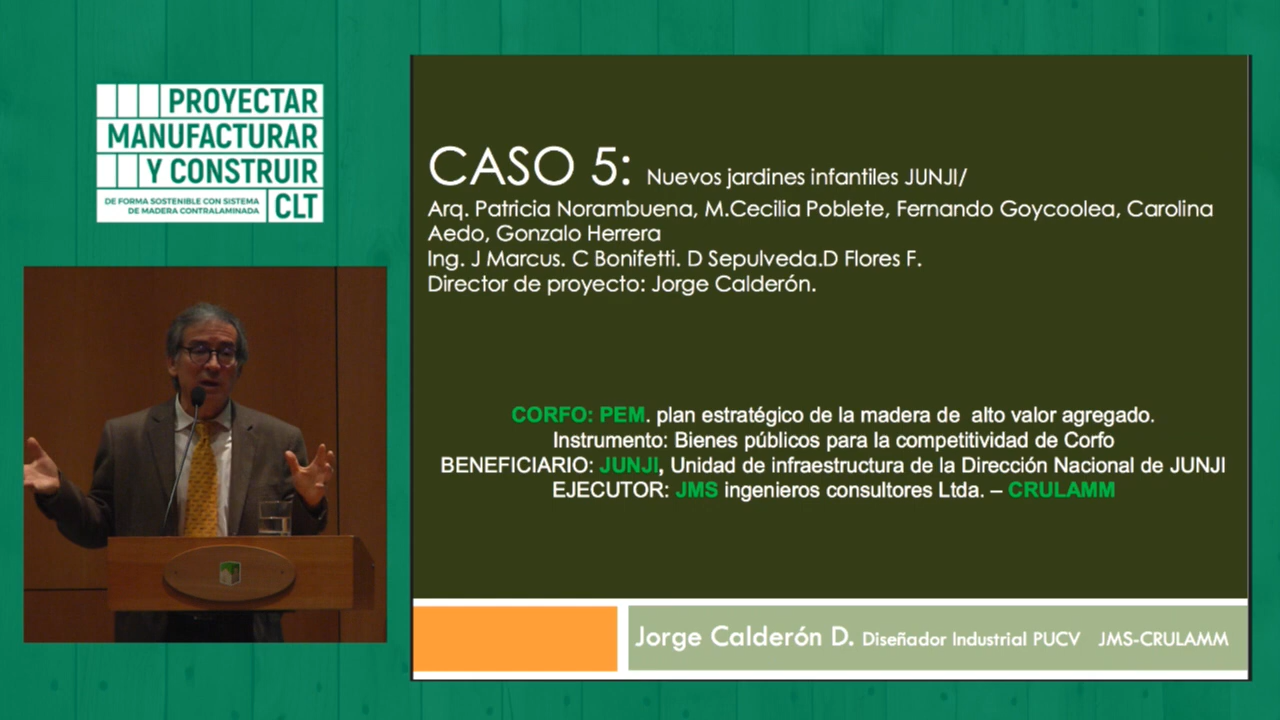 PROYECTAR
MANUFACTURAR
Y CONSTRUIR
DE FORMA SOSTENIBLE CON SISTEMA
DE MADERA CONTRALAMINADA
CLT
CASO 5: Nuevos jardines infantiles JUNJI/
Arq. Patricia Norambuena, M.Cecilia Poblete, Fernando Goycoolea, Carolina
Aedo, Gonzalo Herrera
Ing. J Marcus. C Bonifetti. D Sepulveda.D Flores F.
Director de proyecto: Jorge Calderón.
CORFO: PEM. plan estratégico de la madera de alto valor agregado.
Instrumento: Bienes públicos para la competitividad de Corfo
BENEFICIARIO: JUNJI, Unidad de infraestructura de la Dirección Nacional de JUNJI
EJECUTOR: JMS ingenieros consultores Ltda. – CRULAMM
Jorge Calderón D. Diseñador Industrial PUCV JMS-CRULAMM